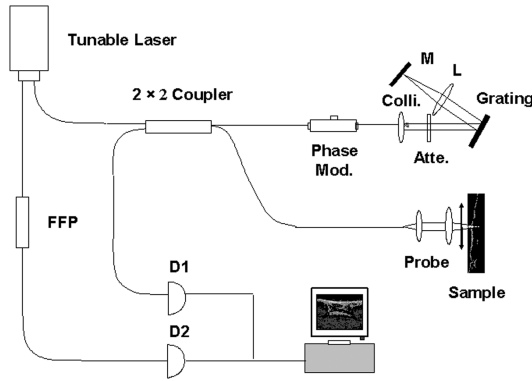 Tunable Laser
2 × 2 Coupler
M
L
Colli.
Grating
Phase
Mod.
Atte.
FFP
D1
Probe
Sample
D2